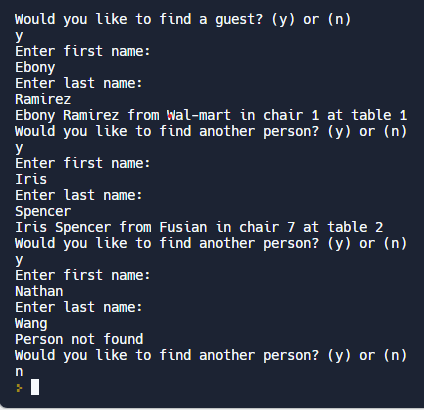 Would you like to find a guest? (y) or (n)
y
Enter first name:
Ebony
Enter last name:
Ramirez
Ebony Ramirez from Wal-mart in chair 1 at table 1
Would you like to find another person? (y) or (n)
y
Enter first name:
Iris
Enter last name:
Spencer
Iris Spencer from Fusian in chair 7 at table 2
Would you like to find another person? (y) or (n)
y
Enter first name:
Nathan
Enter last name:
Wang
Person not found
Would you like to find another person? (y) or (n)
n